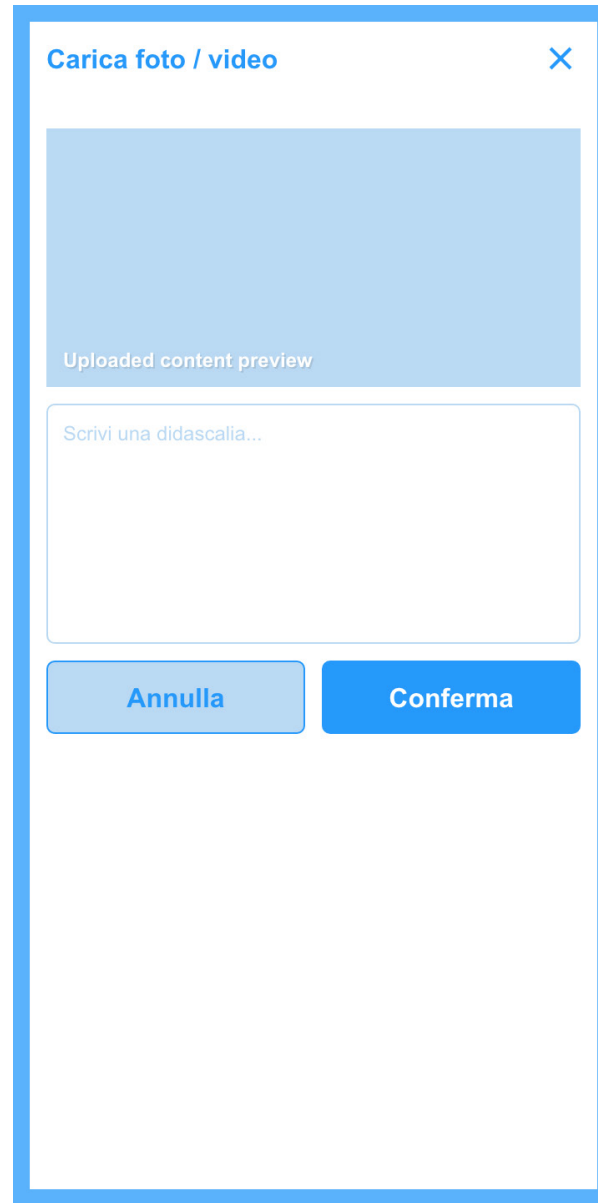 Carica foto / video
Uploaded content preview
Scrivi una didascalia...
Annulla
Conferma